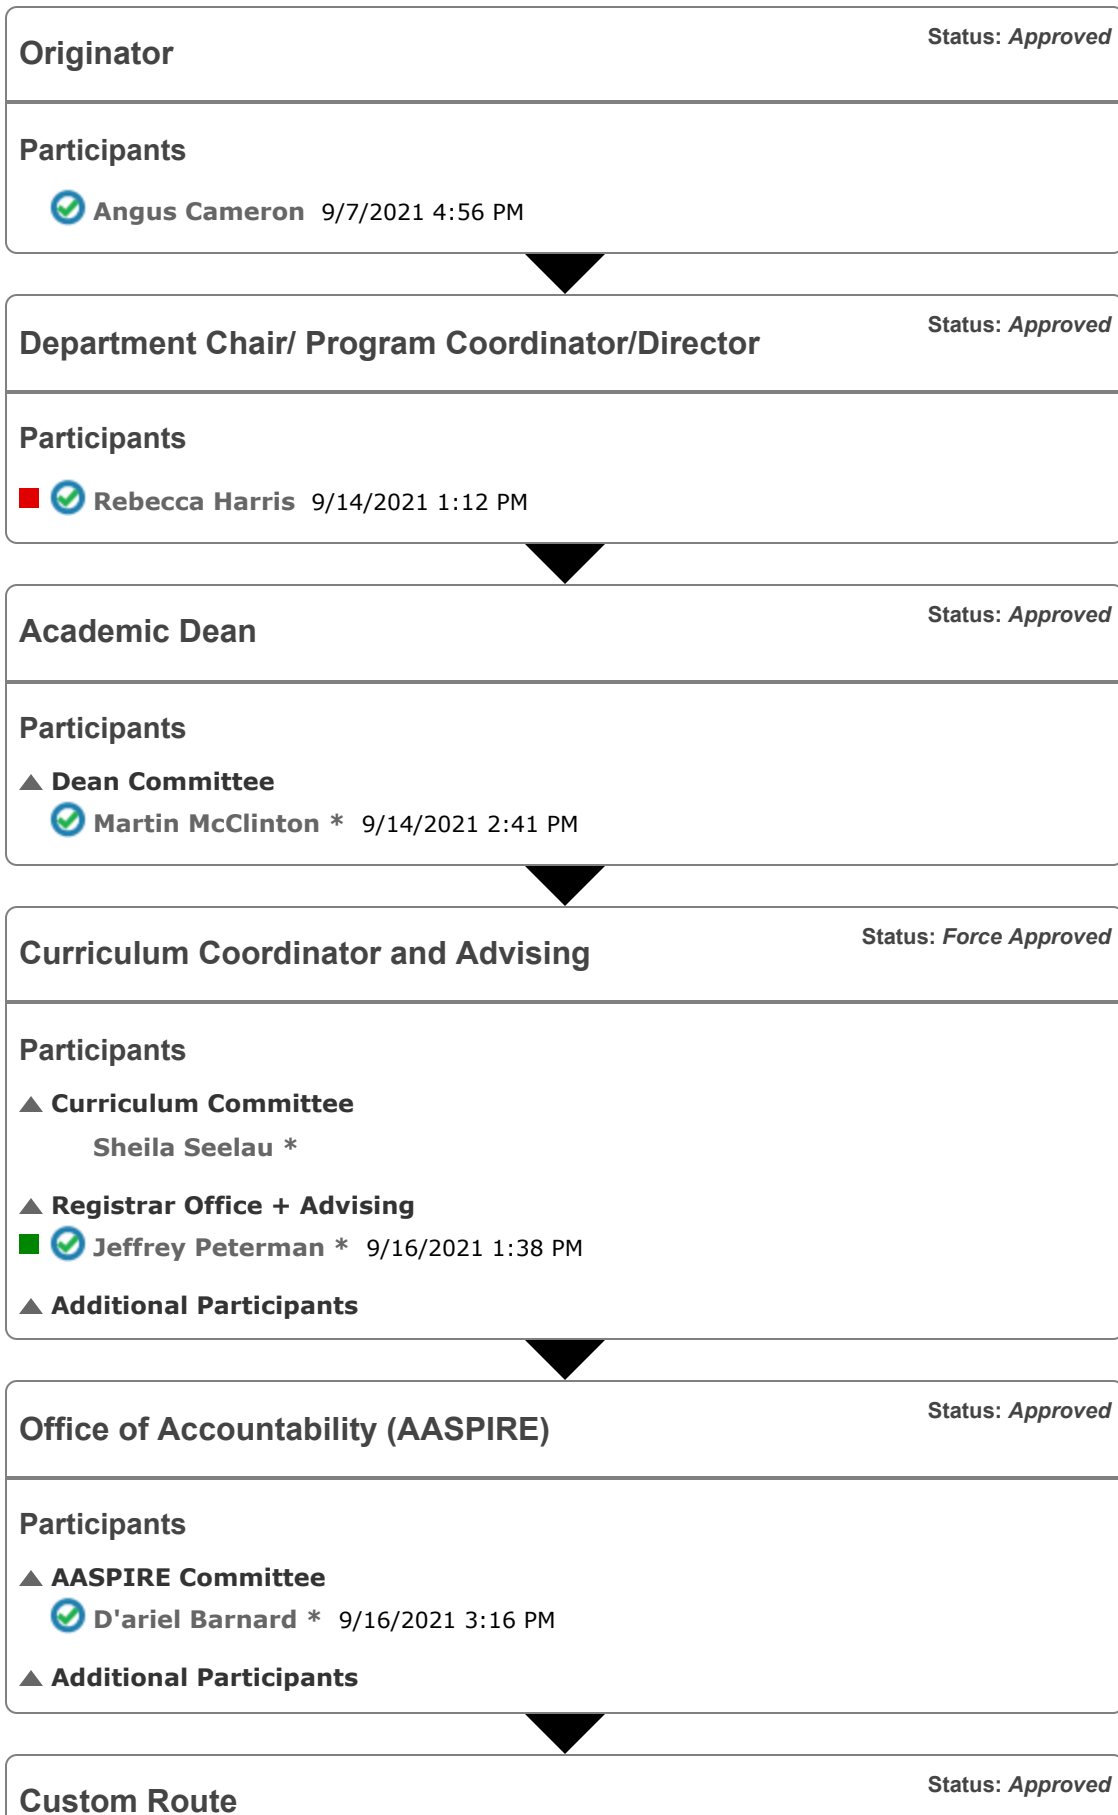 Originator
Status: Approved
Participants
Angus Cameron 9/7/2021 4:56 PM
Department Chair/ Program Coordinator/Director
Status: Approved
Participants
Rebecca Harris 9/14/2021 1:12 PM
Academic Dean
Status: Approved
Participants
Dean Committee
Martin McClinton * 9/14/2021 2:41 PM
Curriculum Coordinator and Advising
Status: Force Approved
Participants
Curriculum Committee
Sheila Seelau *
Registrar Office + Advising
Jeffrey Peterman * 9/16/2021 1:38 PM
Additional Participants
Office of Accountability (AASPIRE)
Status: Approved
Participants
AASPIRE Committee
D'ariel Barnard * 9/16/2021 3:16 PM
Additional Participants
Custom Route
Status: Approved